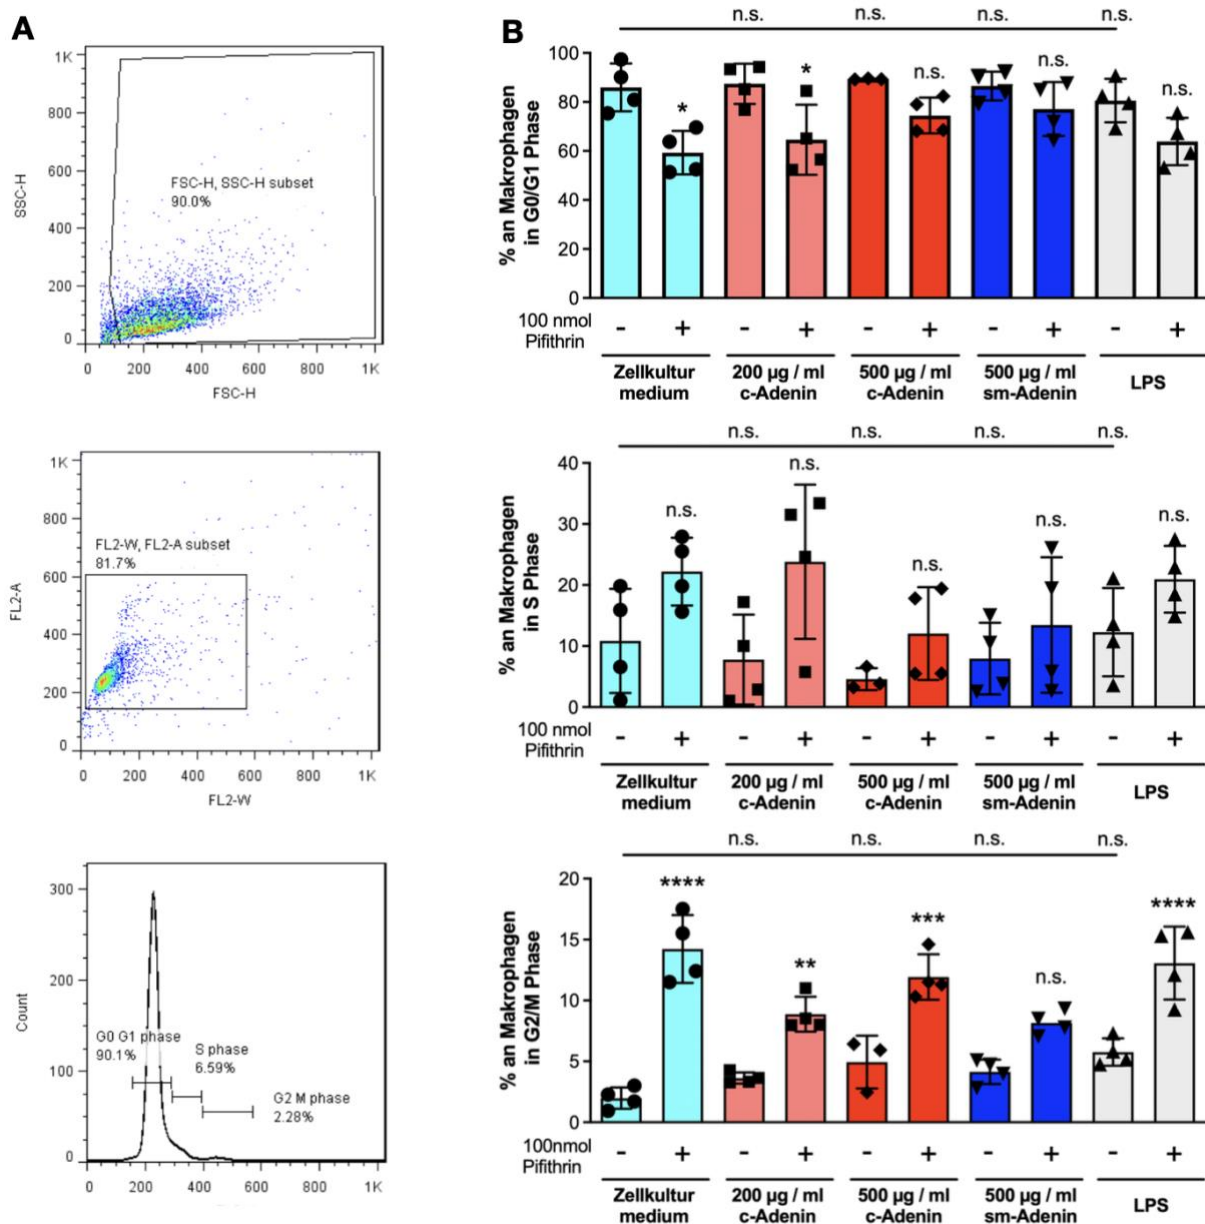 A
1K
800
600
400
200
0
SSC-H
FSC-H, SSC-H subset
90.0%
0 200 400 600 800 1K
FSC-H
1K
800
600
400
200
0
FL2-A
FL2-W, FL2-A subset
81.7%
0 200 400 600 800 1K
FL2-W
300
200
100
0
Count
G0 G1 phase
90.1%
S phase
6.59%
G2 M phase
2.28%
0 200 400 600 800 1K
B
n.s. n.s. n.s. n.s.
100
80
60
40
20
0
% an Makrophagen
in G0/G1 Phase
* * n.s. n.s. n.s.
100 nmol
Pifithrin
- + - + - + - + - +
Zellkultur
medium
200 µg / ml
c-Adenin
500 µg / ml
c-Adenin
500 µg / ml
sm-Adenin
LPS
n.s. n.s. n.s. n.s.
40
30
20
10
0
% an Makrophagen
in S Phase
n.s. n.s. n.s. n.s. n.s.
100 nmol
Pifithrin
- + - + - + - + - +
Zellkultur
medium
200 µg / ml
c-Adenin
500 µg / ml
c-Adenin
500 µg / ml
sm-Adenin
LPS
n.s. n.s. n.s. n.s.
20
15
10
5
0
% an Makrophagen
in G2/M Phase
**** ** *** n.s. ****
100nmol
Pifithrin
- + - + - + - + - +
Zellkultur
medium
200 µg / ml
c-Adenin
500 µg / ml
c-Adenin
500 µg / ml
sm-Adenin
LPS